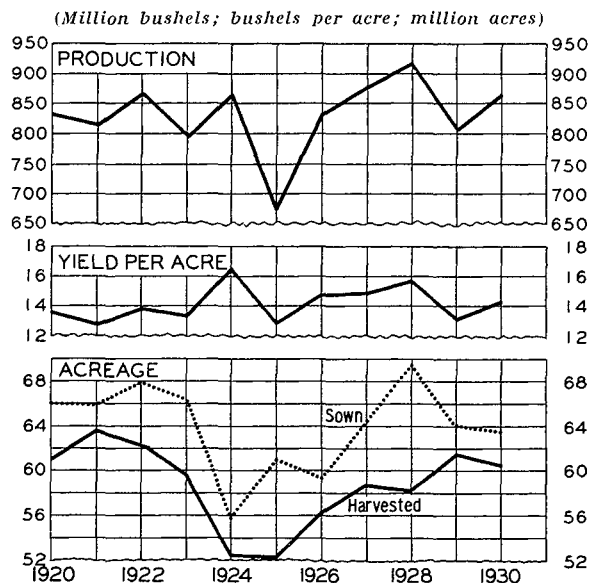 (Million bushels; bushels per acre; million acres)
950 950
PRODUCTION
900 900
850 850
800 800
750 750
700 700
650 650
18 18
YIELD PER ACRE
16 16
14 14
12 12
ACREAGE
68 68
Sown
64 64
60 60
Harvested
56 56
52 52
1920 1922 1924 1926 1928 1930